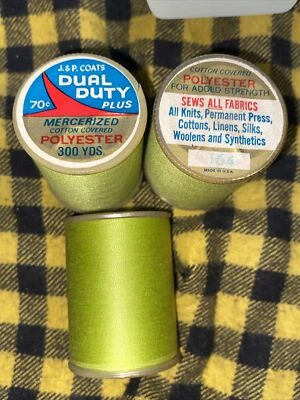 J.&P. COATS
DUAL
DUTY
70¢
PLUS
MERCERIZED
COTTON COVERED
POLYESTER
300 YDS.
COTTON COVERED
POLYESTER
FOR ADDED STRENGTH
SEWS ALL FABRICS
All Knits, Permanent Press,
Cottons, Linens, Silks,
Woolens and Synthetics
164
MADE IN U.S.A.